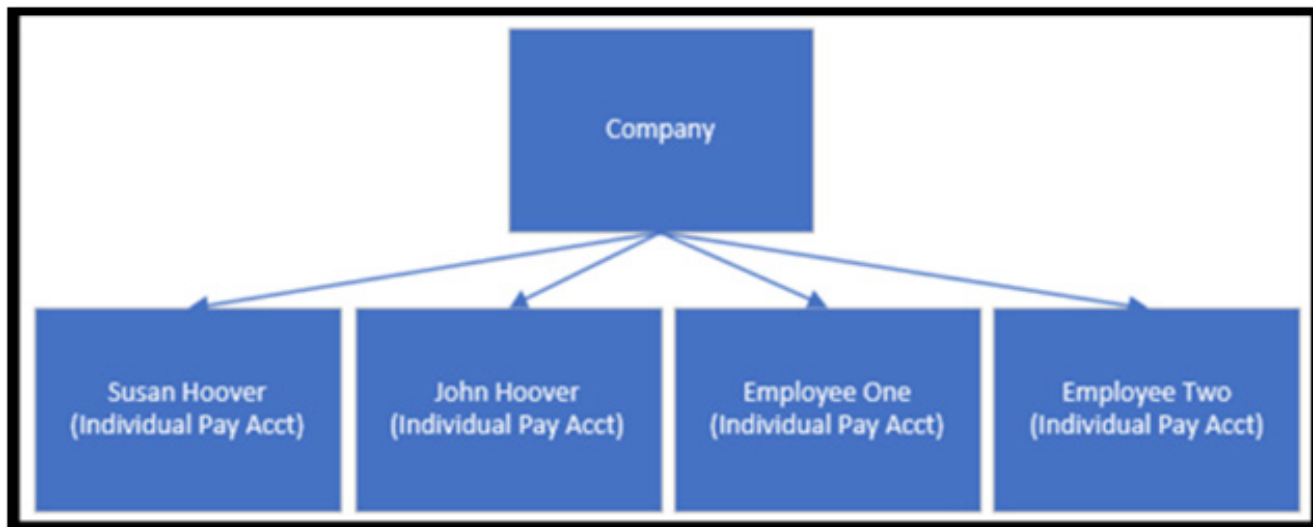 Company
Susan Hoover
(Individual Pay Acct)
John Hoover
(Individual Pay Acct)
Employee One
(Individual Pay Acct)
Employee Two
(Individual Pay Acct)